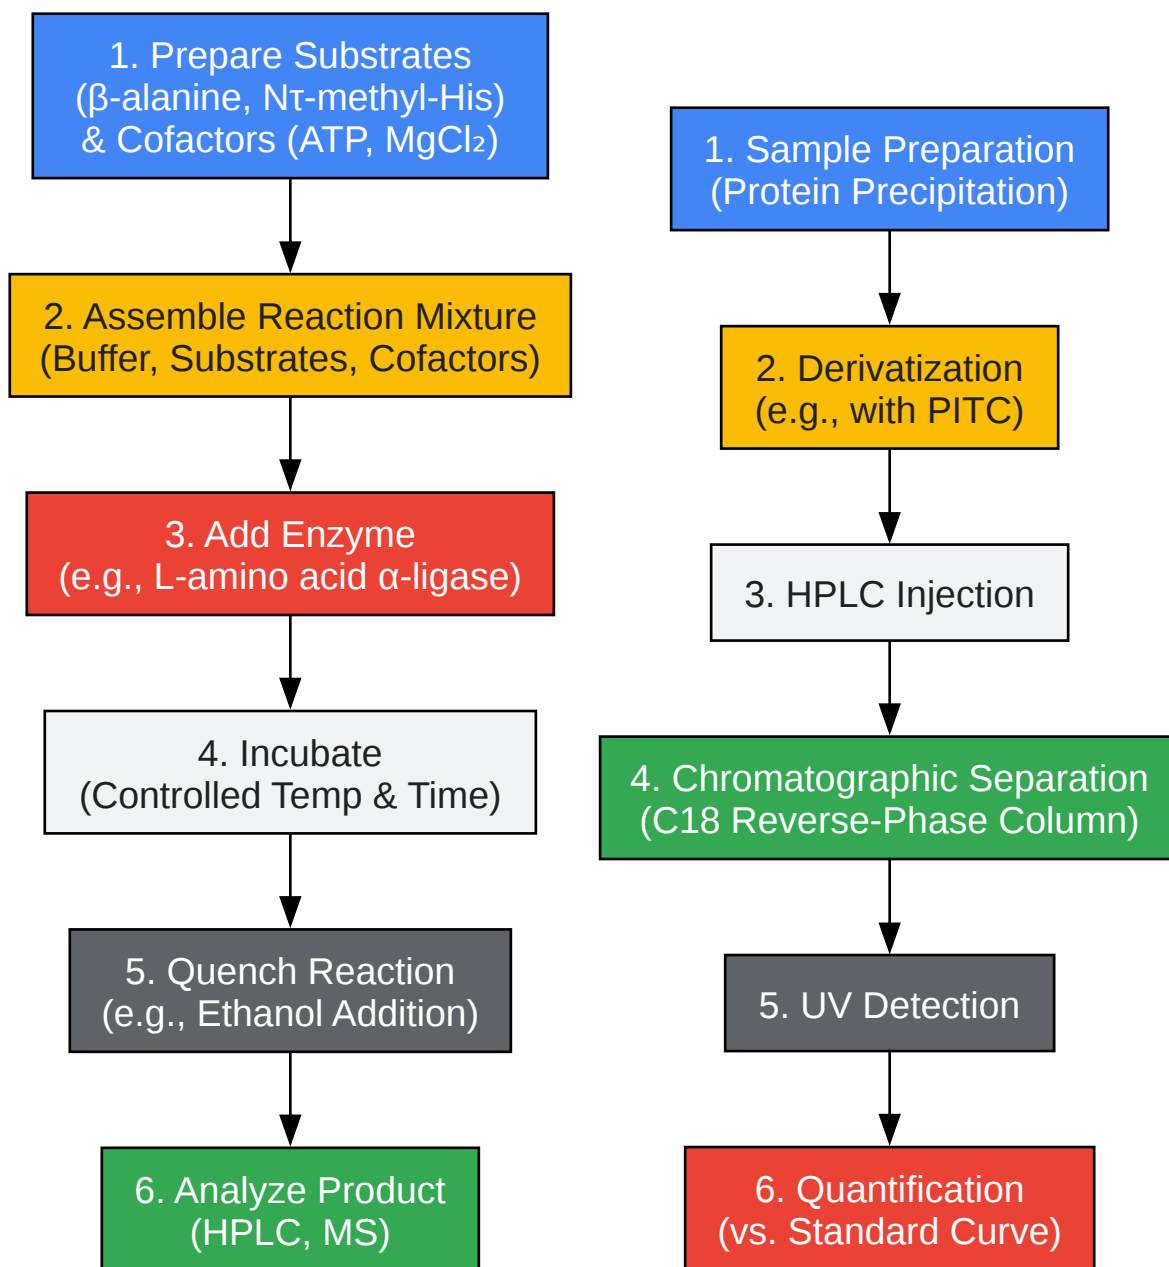 1. Prepare Substrates
(β-alanine, Nτ-methyl-His)
& Cofactors (ATP, MgCl₂)
2. Assemble Reaction Mixture
(Buffer, Substrates, Cofactors)
3. Add Enzyme
(e.g., L-amino acid α-ligase)
4. Incubate
(Controlled Temp & Time)
5. Quench Reaction
(e.g., Ethanol Addition)
6. Analyze Product
(HPLC, MS)
1. Sample Preparation
(Protein Precipitation)
2. Derivatization
(e.g., with PITC)
3. HPLC Injection
4. Chromatographic Separation
(C18 Reverse-Phase Column)
5. UV Detection
6. Quantification
(vs. Standard Curve)